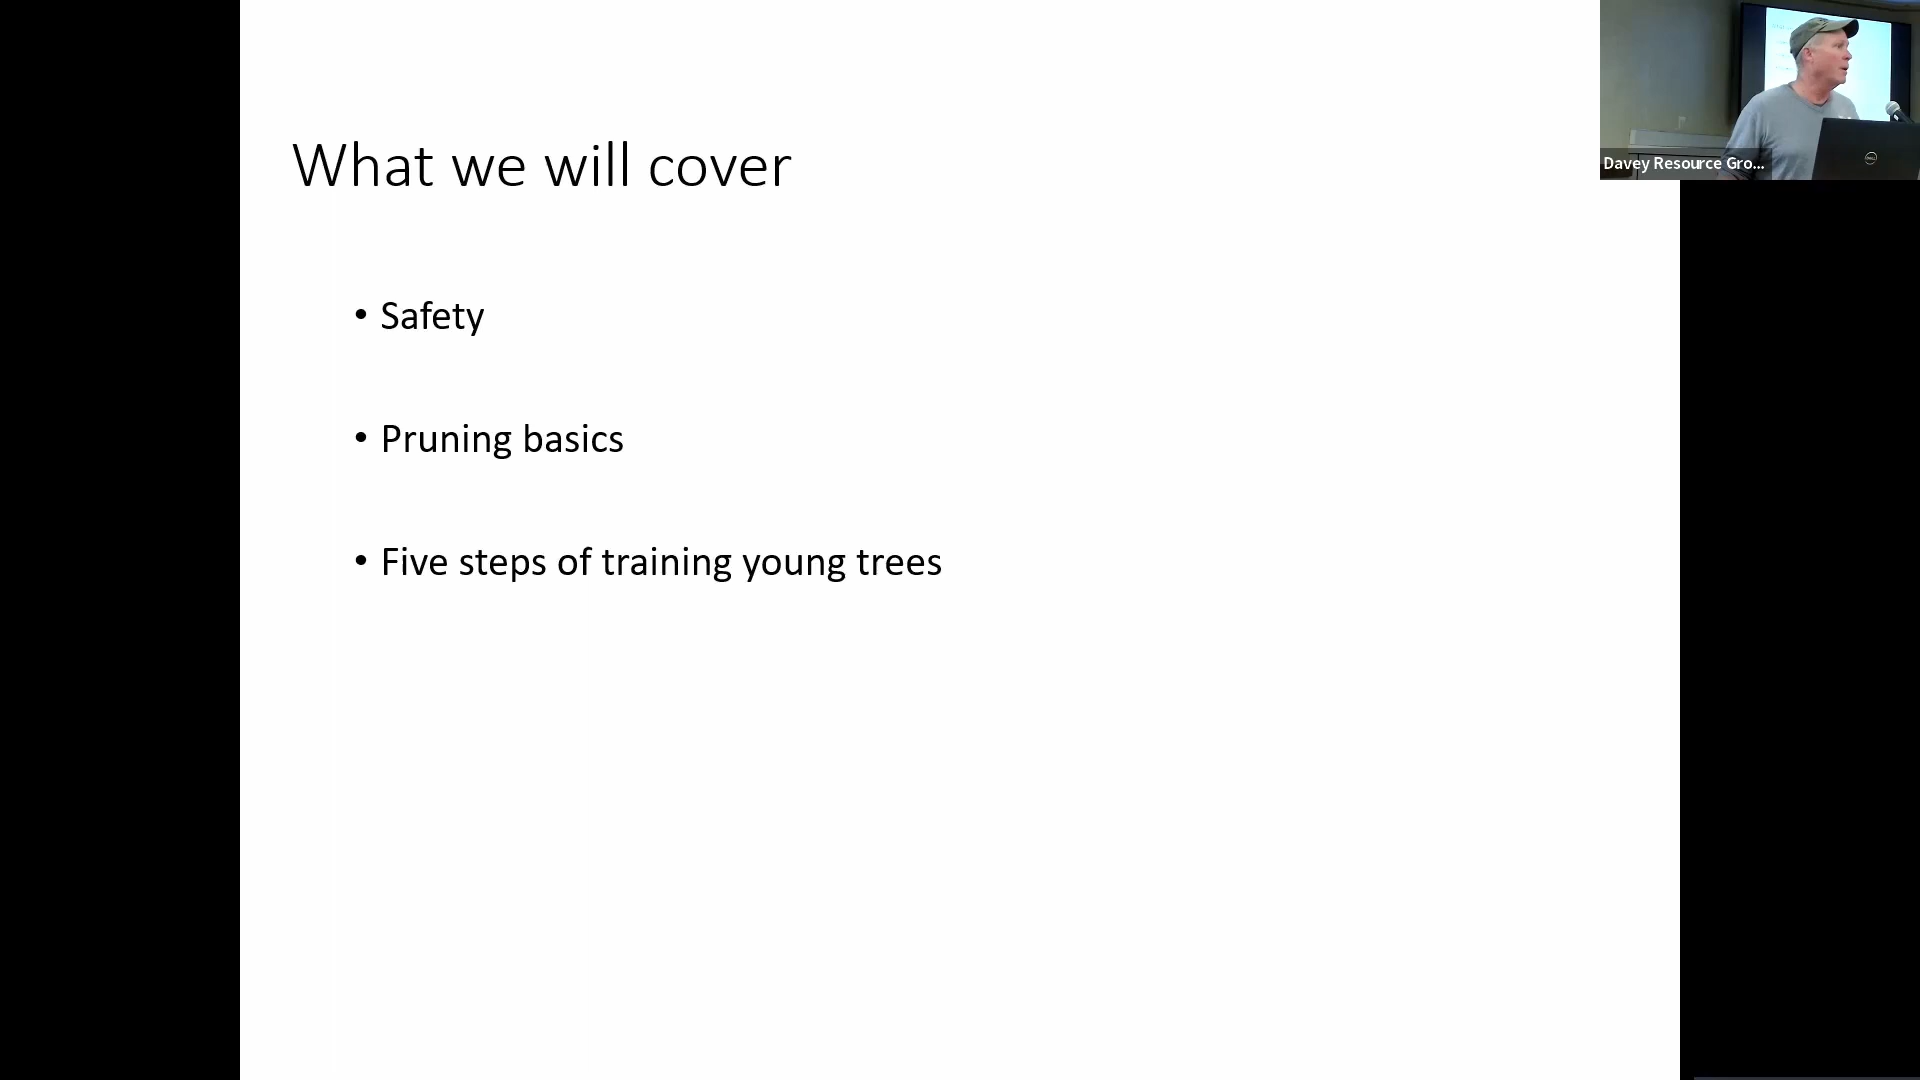 What we will cover
• Safety
• Pruning basics
• Five steps of training young trees
Davey Resource Gro...